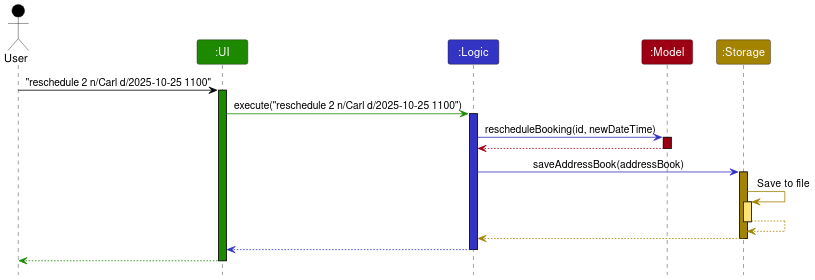 User
:UI
:Logic
:Model
:Storage
"reschedule 2 n/Carl d/2025-10-25 1100"
execute("reschedule 2 n/Carl d/2025-10-25 1100")
rescheduleBooking(id, newDateTime)
saveAddressBook(addressBook)
Save to file